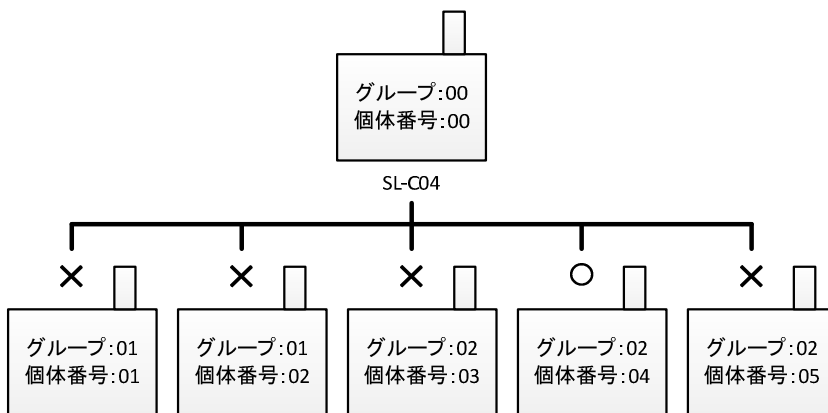 グループ:00
個体番号:00
SL-C04
× × × ○ ×
グループ:01
個体番号:01
グループ:01
個体番号:02
グループ:02
個体番号:03
グループ:02
個体番号:04
グループ:02
個体番号:05